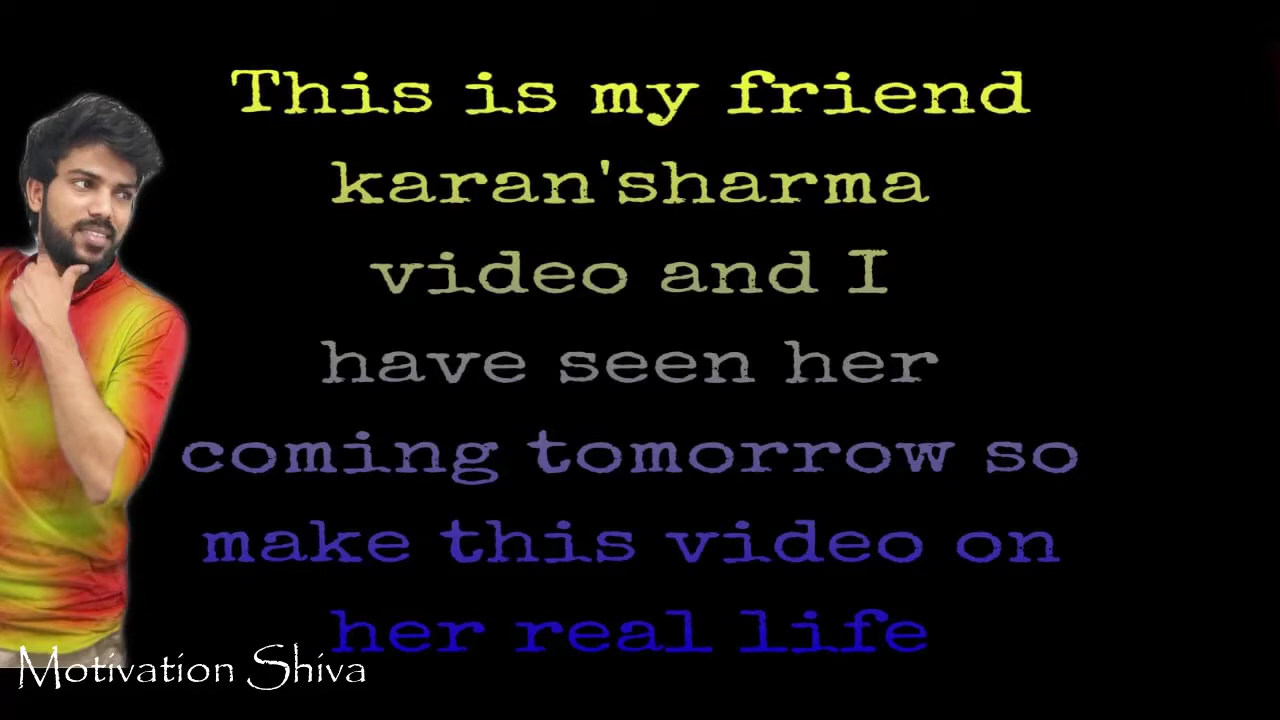 This is my friend
karan'sharma
video and I
have seen her
coming tomorrow so
make this video on
her real life
Motivation Shiva